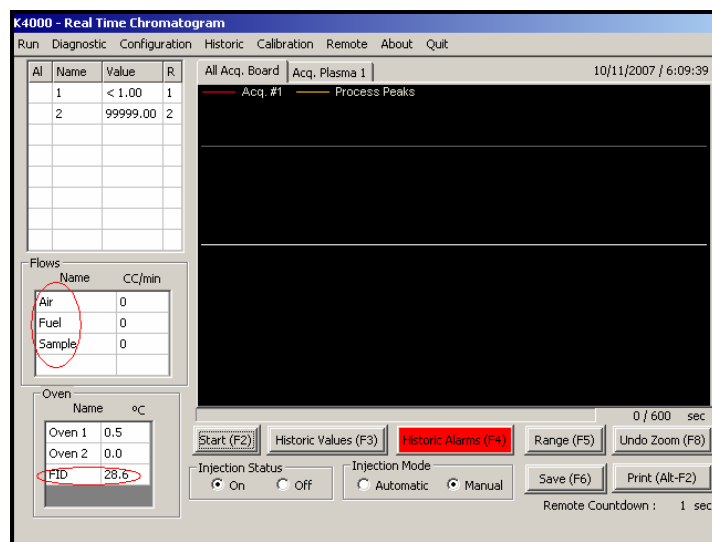 K4000 - Real Time Chromatogram
Run Diagnostic Configuration Historic Calibration Remote About Quit
Al Name Value R
1 < 1.00 1
2 99999.00 2
All Acq. Board Acq. Plasma 1 10/11/2007 / 6:09:39
Acq. #1 Process Peaks
Flows
Name CC/min
Air 0
Fuel 0
Sample 0
Oven
Name ºC
Oven 1 0.5
Oven 2 0.0
FID 28.6
0 / 600 sec
Start (F2) Historic Values (F3) Historic Alarms (F4) Range (F5) Undo Zoom (F8)
Injection Status
On Off
Injection Mode
Automatic Manual
Save (F6) Print (Alt-F2)
Remote Countdown : 1 sec